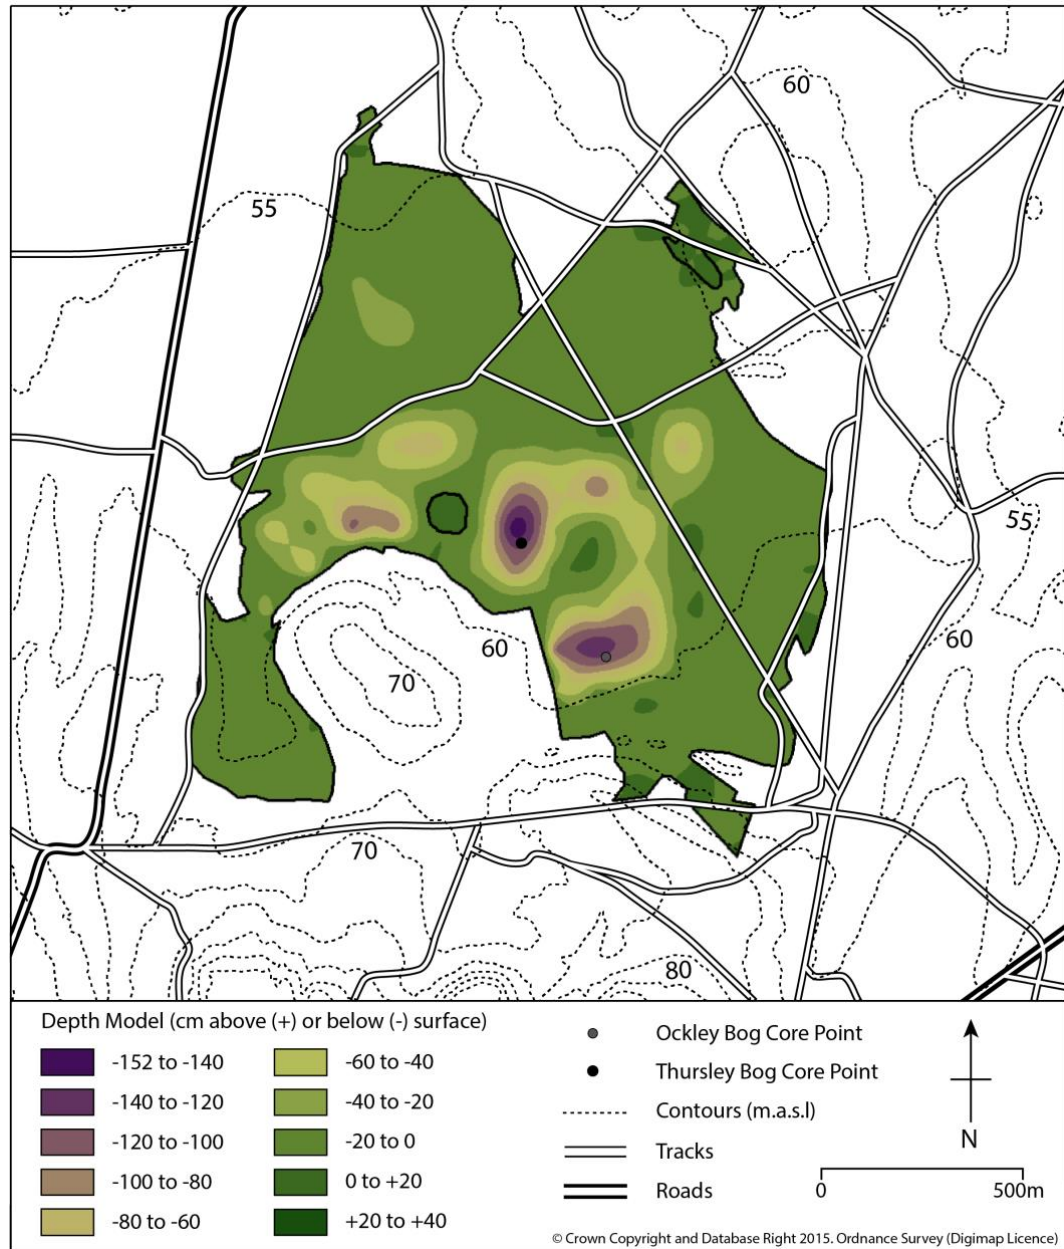 60
55
55
60
60
70
70
80
Depth Model (cm above (+) or below (-) surface)
-152 to -140
-140 to -120
-120 to -100
-100 to -80
-80 to -60
-60 to -40
-40 to -20
-20 to 0
0 to +20
+20 to +40
Ockley Bog Core Point
Thursley Bog Core Point
Contours (m.a.s.l)
Tracks
Roads
N
0 500m
© Crown Copyright and Database Right 2015. Ordnance Survey (Digimap Licence)